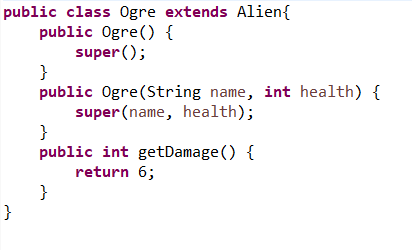 public class Ogre extends Alien{
    public Ogre() {
        super();
    }
    public Ogre(String name, int health) {
        super(name, health);
    }
    public int getDamage() {
        return 6;
    }
}